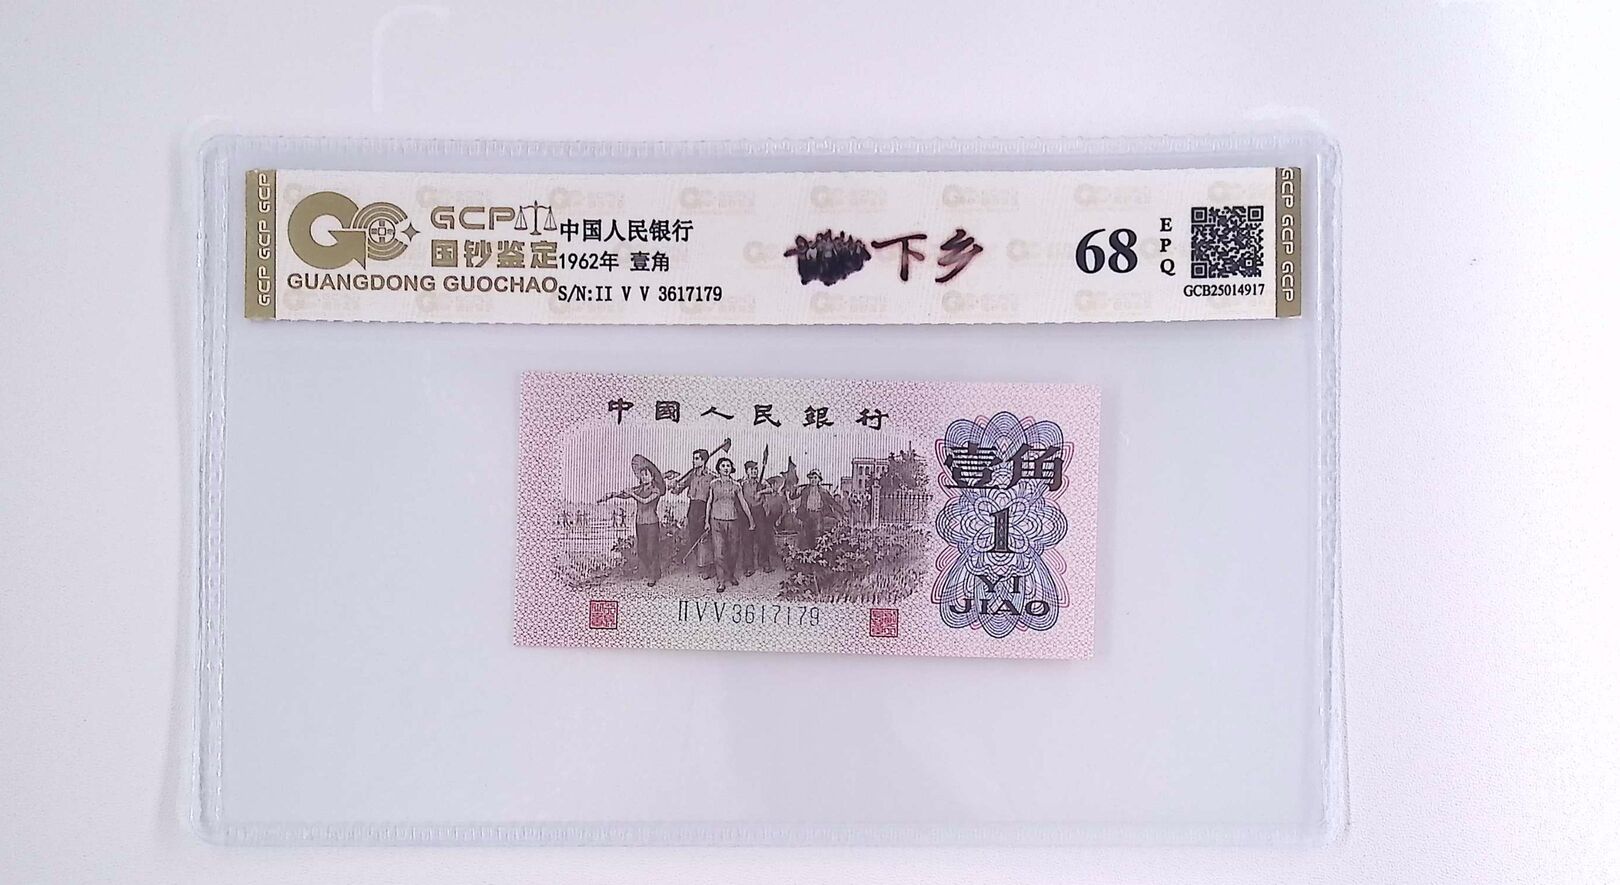 GCP GCP GCP
GC
GCP
国钞鉴定
GUANGDONG GUOCHAO
中国人民银行
1962年 壹角
S/N:II V V 3617179
下乡
68
EPQ
GCB25014917
GCP GCP GCP
中國人民銀行
壹角
1
YI
JIAO
II V V 3617179